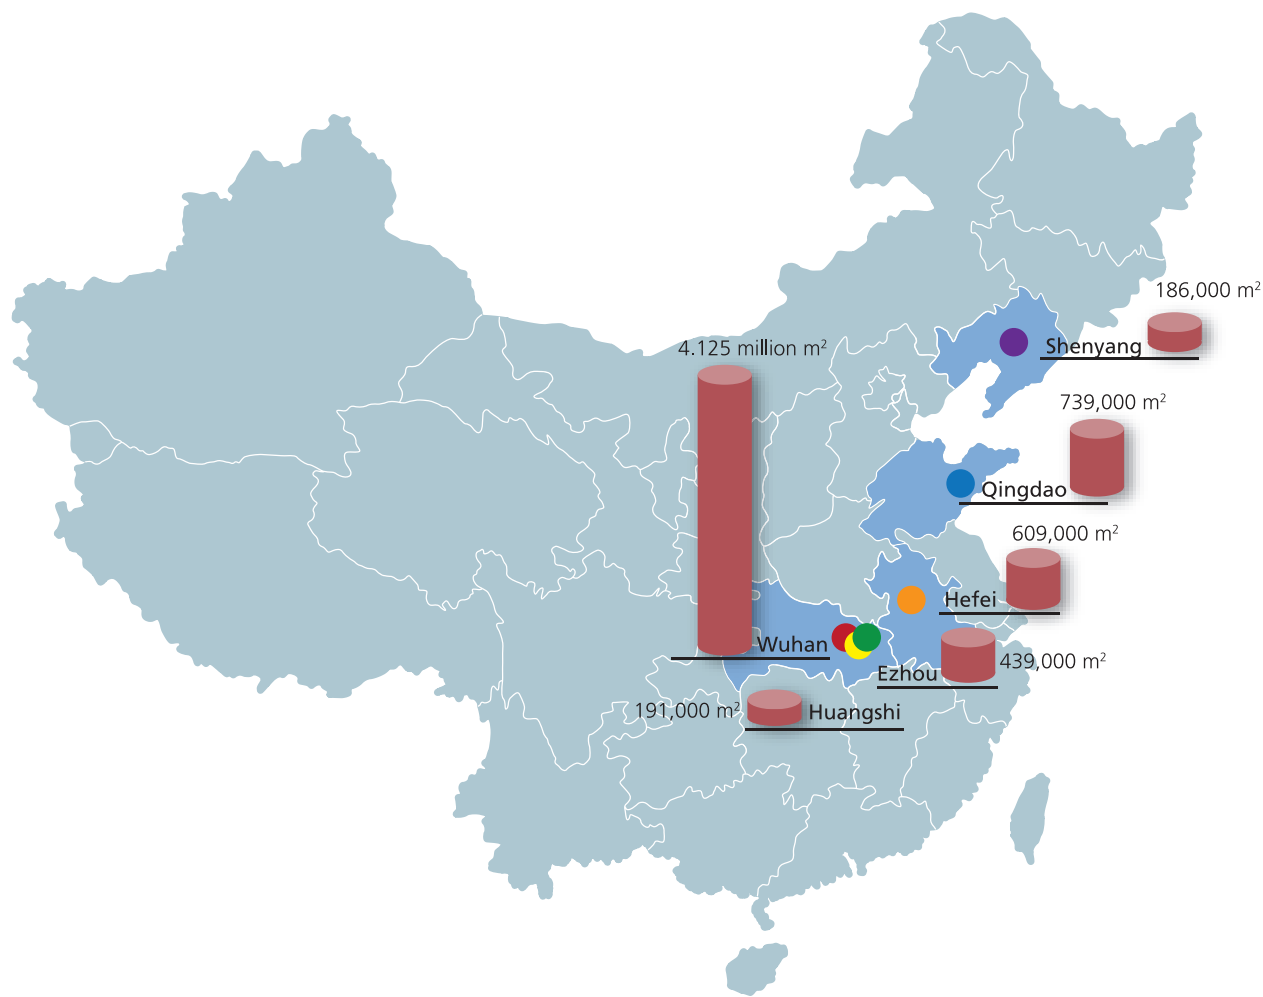 186,000 m²
Shenyang
4.125 million m²
739,000 m²
Qingdao
609,000 m²
Hefei
Wuhan
439,000 m²
Ezhou
191,000 m²
Huangshi